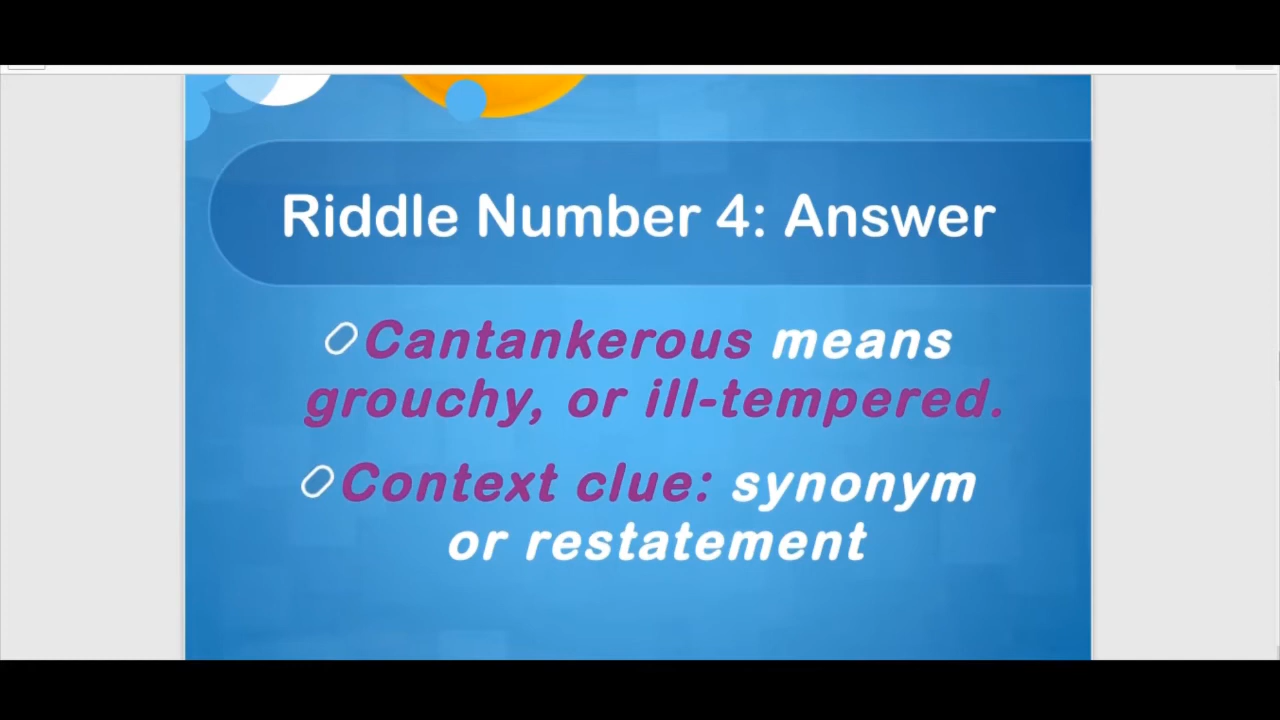 Riddle Number 4: Answer
Cantankerous means
grouchy, or ill-tempered.
Context clue: synonym
or restatement